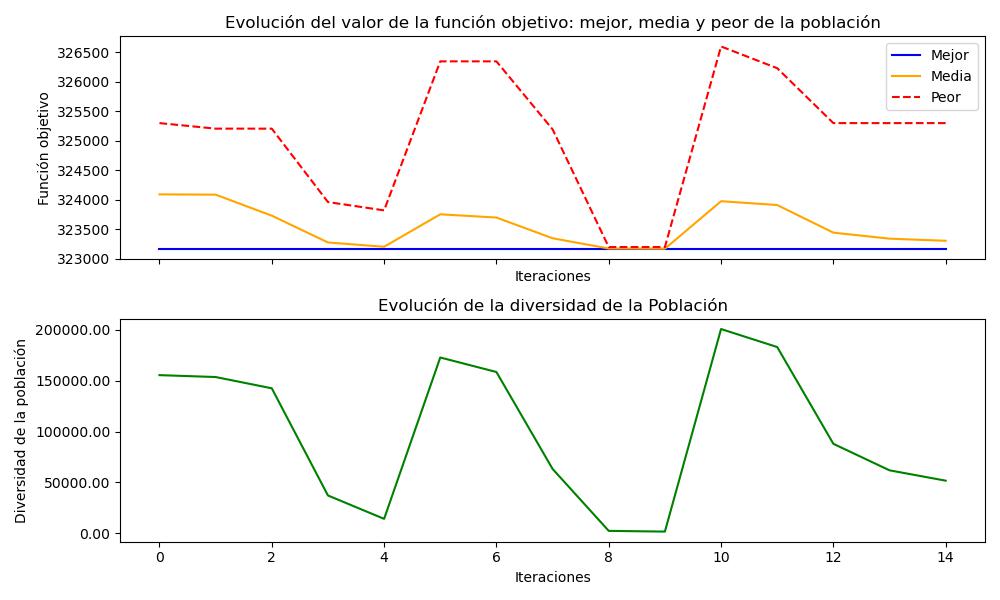 Evolución del valor de la función objetivo: mejor, media y peor de la población
Función objetivo
326500
326000
325500
325000
324500
324000
323500
323000
Mejor
Media
Peor
Iteraciones
Evolución de la diversidad de la Población
Diversidad de la población
200000.00
150000.00
100000.00
50000.00
0.00
0 2 4 6 8 10 12 14
Iteraciones